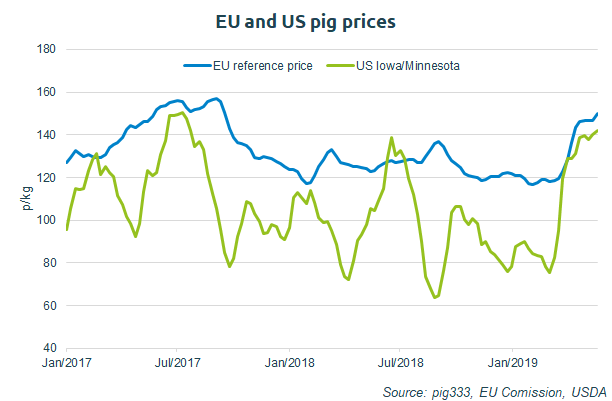 EU and US pig prices
180
EU reference price
US Iowa/Minnesota
160
140
120
p/kg
100
80
60
40
Jan/2017
Jul/2017
Jan/2018
Jul/2018
Jan/2019
Source: pig333, EU Comission, USDA